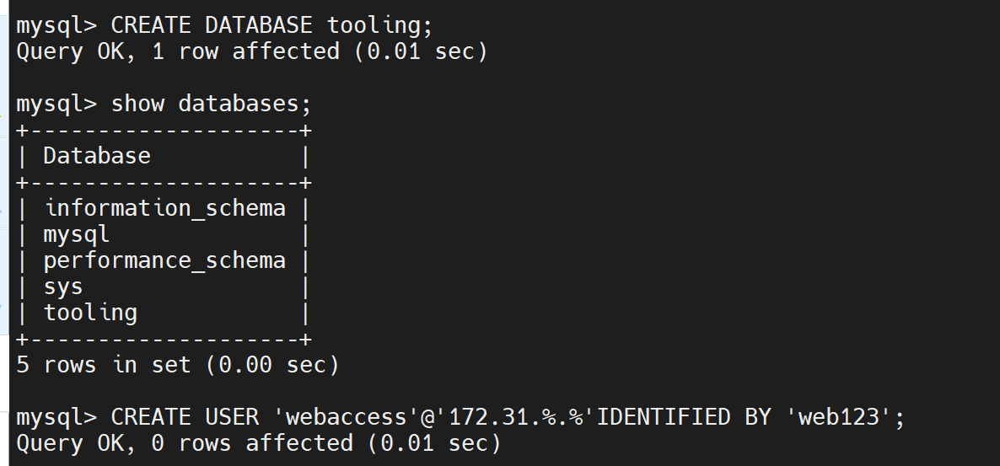 mysql> CREATE DATABASE tooling;
Query OK, 1 row affected (0.01 sec)
mysql> show databases;
+--------------------+
| Database           |
+--------------------+
| information_schema |
| mysql              |
| performance_schema |
| sys                |
| tooling            |
+--------------------+
5 rows in set (0.00 sec)
mysql> CREATE USER 'webaccess'@'172.31.%.%'IDENTIFIED BY 'web123';
Query OK, 0 rows affected (0.01 sec)